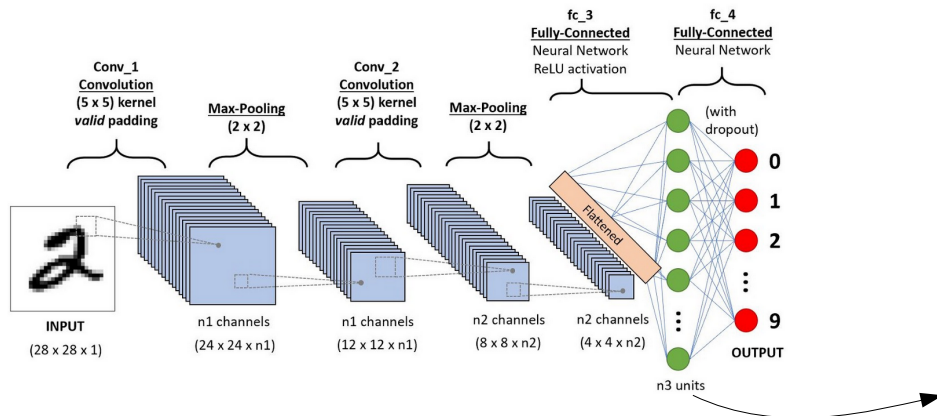 Conv_1
Convolution
(5 x 5) kernel
valid padding
Max-Pooling
(2 x 2)
Conv_2
Convolution
(5 x 5) kernel
valid padding
Max-Pooling
(2 x 2)
fc_3
Fully-Connected
Neural Network
ReLU activation
fc_4
Fully-Connected
Neural Network
(with
dropout)
2
INPUT
(28 x 28 x 1)
n1 channels
(24 x 24 x n1)
n1 channels
(12 x 12 x n1)
n2 channels
(8 x 8 x n2)
n2 channels
(4 x 4 x n2)
Flattened
n3 units
0
1
2
9
OUTPUT